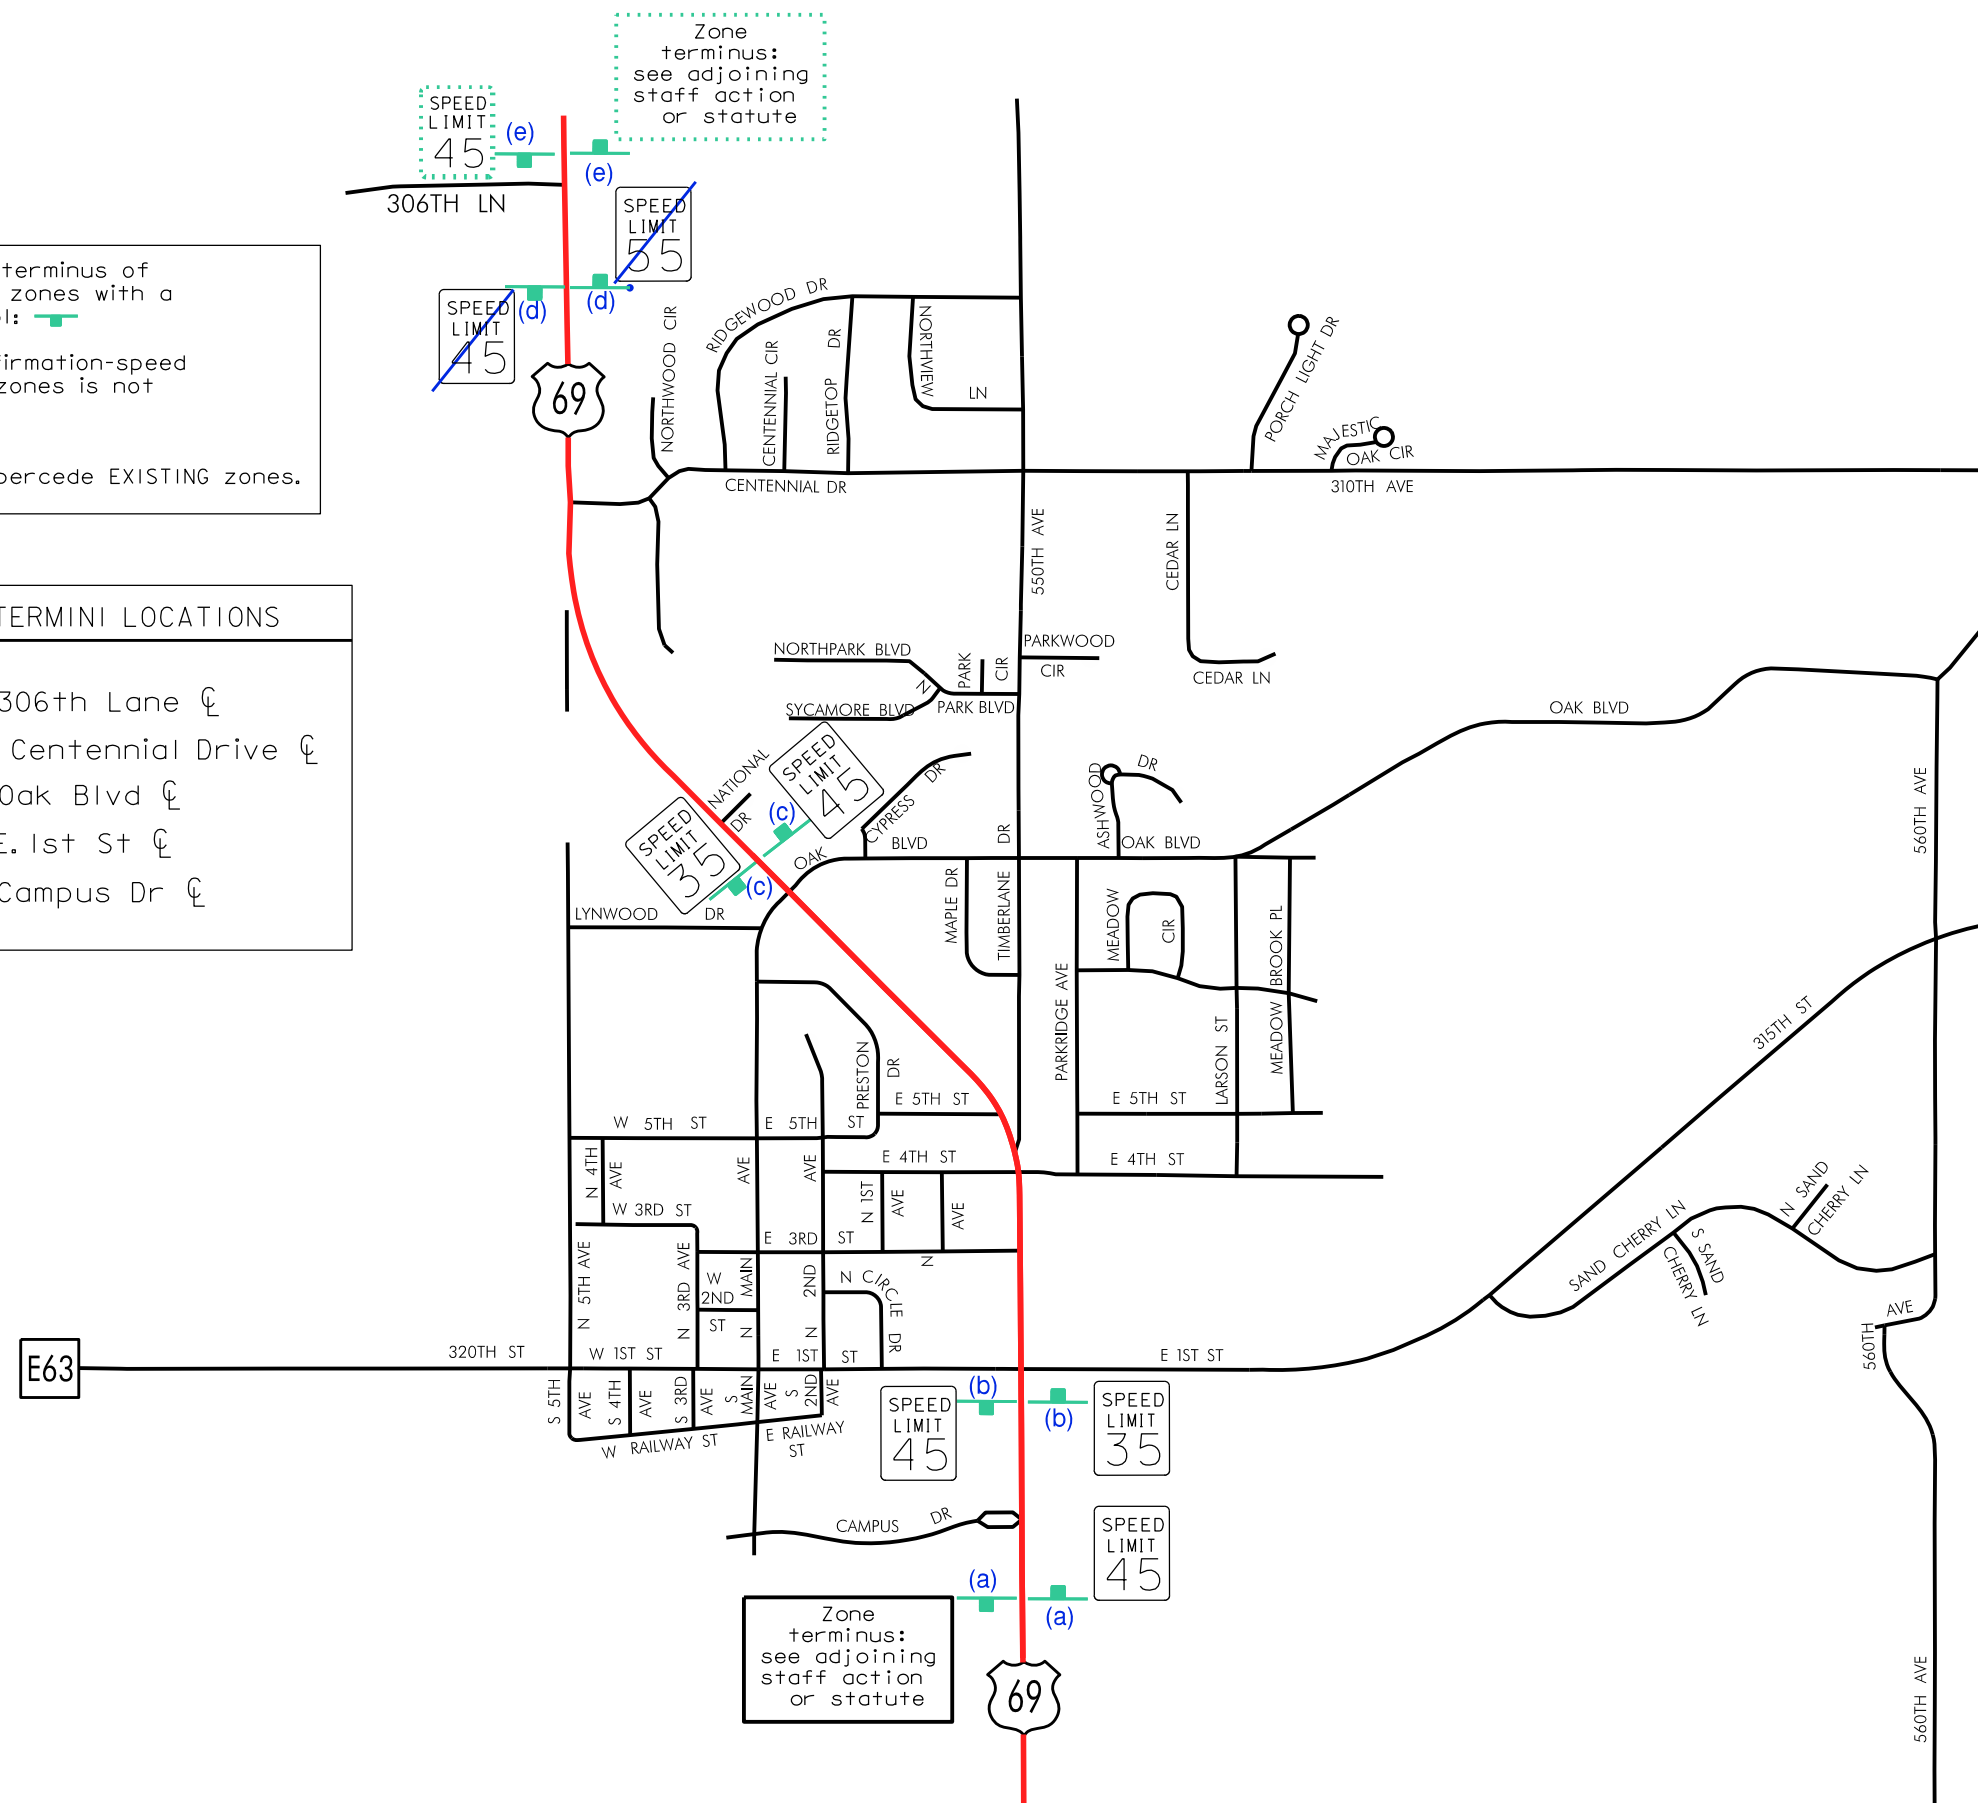 Zone
terminus:
see adjoining
staff action
or statute
SPEED
LIMIT
45
(e)
(e)
306TH LN
SPEED
LIMIT
55
SPEED
LIMIT
45
(d)
(d)
69
terminus of
zones with a
zones is not
EXISTING zones.
TERMINI LOCATIONS
306th Lane ℄
Centennial Drive ℄
Oak Blvd ℄
E. 1st St ℄
Campus Dr ℄
NORTHWOOD CIR
RIDGEWOOD DR
CENTENNIAL CIR
RIDGETOP DR
NORTHVIEW
LN
CENTENNIAL DR
PORCH LIGHT DR
MAJESTIC
OAK CIR
310TH AVE
550TH AVE
CEDAR LN
CEDAR LN
NORTHPARK BLVD
PARK CIR
PARKWOOD
CIR
N
PARK BLVD
SYCAMORE BLVD
OAK BLVD
560TH AVE
NATIONAL
DR
SPEED
LIMIT
45
(c)
SPEED
LIMIT
35
(c)
CYPRESS DR
OAK BLVD
ASHWOOD
DR
OAK BLVD
LYNWOOD DR
MAPLE DR
TIMBERLANE DR
MEADOW
CIR
PARKRIDGE AVE
LARSON ST
MEADOW BROOK PL
315TH ST
PRESTON DR
E 5TH ST
E 5TH ST
W 5TH ST
E 5TH ST
E 4TH ST
E 4TH ST
N 4TH AVE
W 3RD ST
E 3RD ST
N 1ST AVE
N AVE
N 5TH AVE
N 3RD AVE
W
2ND
ST
N MAIN AVE
N 2ND AVE
N CIRCLE DR
SAND CHERRY LN
S SAND
CHERRY LN
N SAND
CHERRY LN
560TH AVE
E63
320TH ST
W 1ST ST
E 1ST ST
E 1ST ST
S 5TH AVE
S 4TH AVE
S 3RD AVE
S MAIN AVE
S 2ND AVE
W RAILWAY ST
E RAILWAY
ST
SPEED
LIMIT
45
(b)
(b)
SPEED
LIMIT
35
CAMPUS DR
SPEED
LIMIT
45
(a)
(a)
Zone
terminus:
see adjoining
staff action
or statute
69
560TH AVE